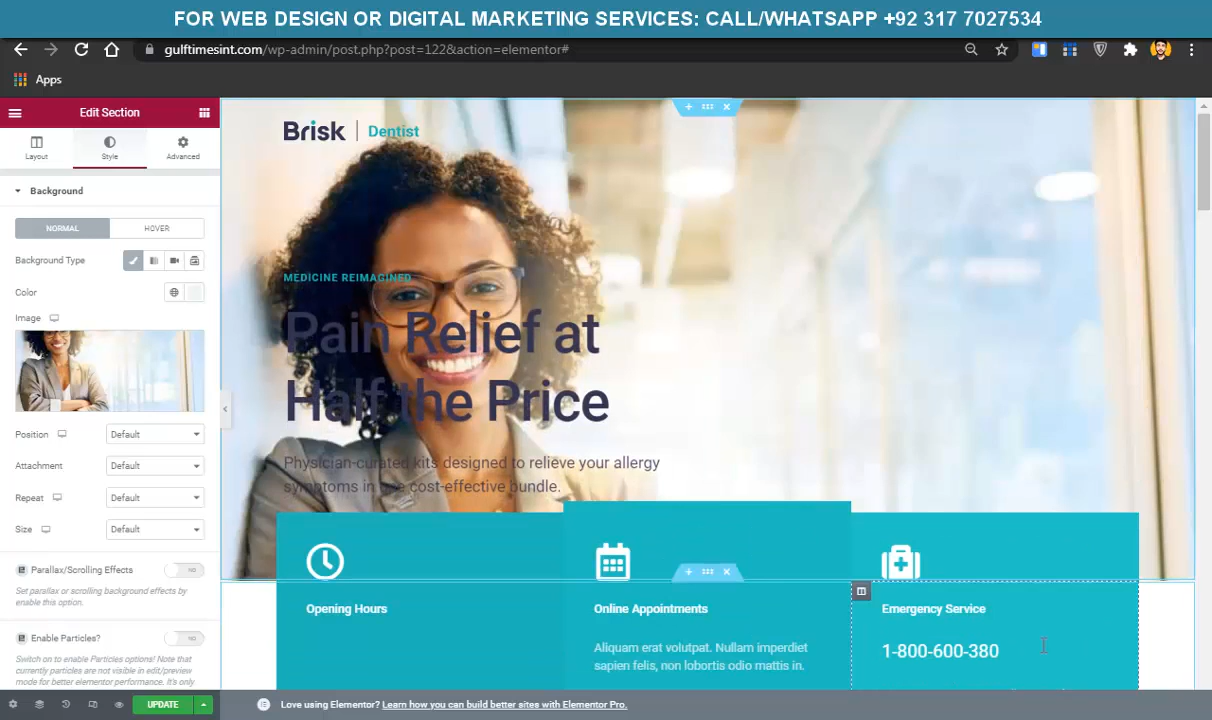 FOR WEB DESIGN OR DIGITAL MARKETING SERVICES: CALL/WHATSAPP +92 317 7027534
gulftimesint.com/wp-admin/post.php?post=122&action=elementor#
Apps
Edit Section
Layout
Style
Advanced
Background
NORMAL
HOVER
Background Type
Color
Image
Position
Default
Attachment
Default
Repeat
Default
Size
Default
Parallax/Scrolling Effects
NO
Set parallax or scrolling background effects by
enable this option.
Enable Particles?
NO
Switch on to enable Particles options! Note that
currently particles are not visible in edit/preview
mode for better elementor performance. It's only
UPDATE
Brisk | Dentist
MEDICINE REIMAGINED
Pain Relief at
Half the Price
Physician-curated kits designed to relieve your allergy
symptoms in one cost-effective bundle.
Opening Hours
Online Appointments
Aliquam erat volutpat. Nullam imperdiet
sapien felis, non lobortis odio mattis in.
Emergency Service
1-800-600-380
Love using Elementor? Learn how you can build better sites with Elementor Pro.